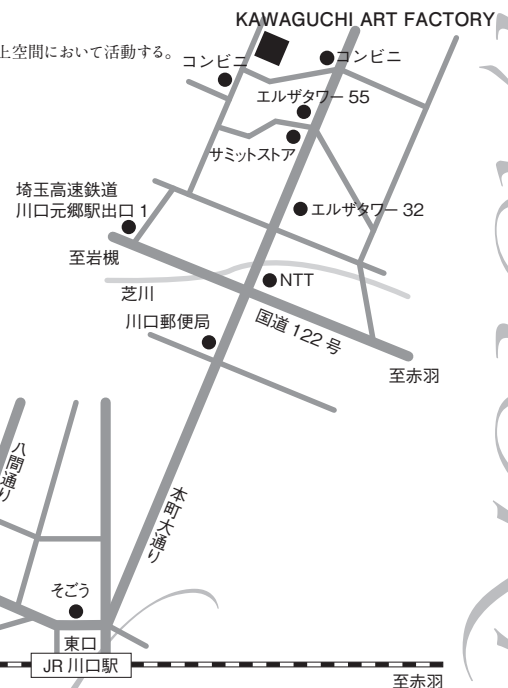 KAWAGUCHI ART FACTORY
上空間において活動する。
コンビニ
コンビニ
エルザタワー 55
サミットストア
埼玉高速鉄道
川口元郷駅出口 1
エルザタワー 32
至岩槻
NTT
芝川
川口郵便局
国道 122 号
至赤羽
八間通り
本町大通り
そごう
東口
JR 川口駅
至赤羽